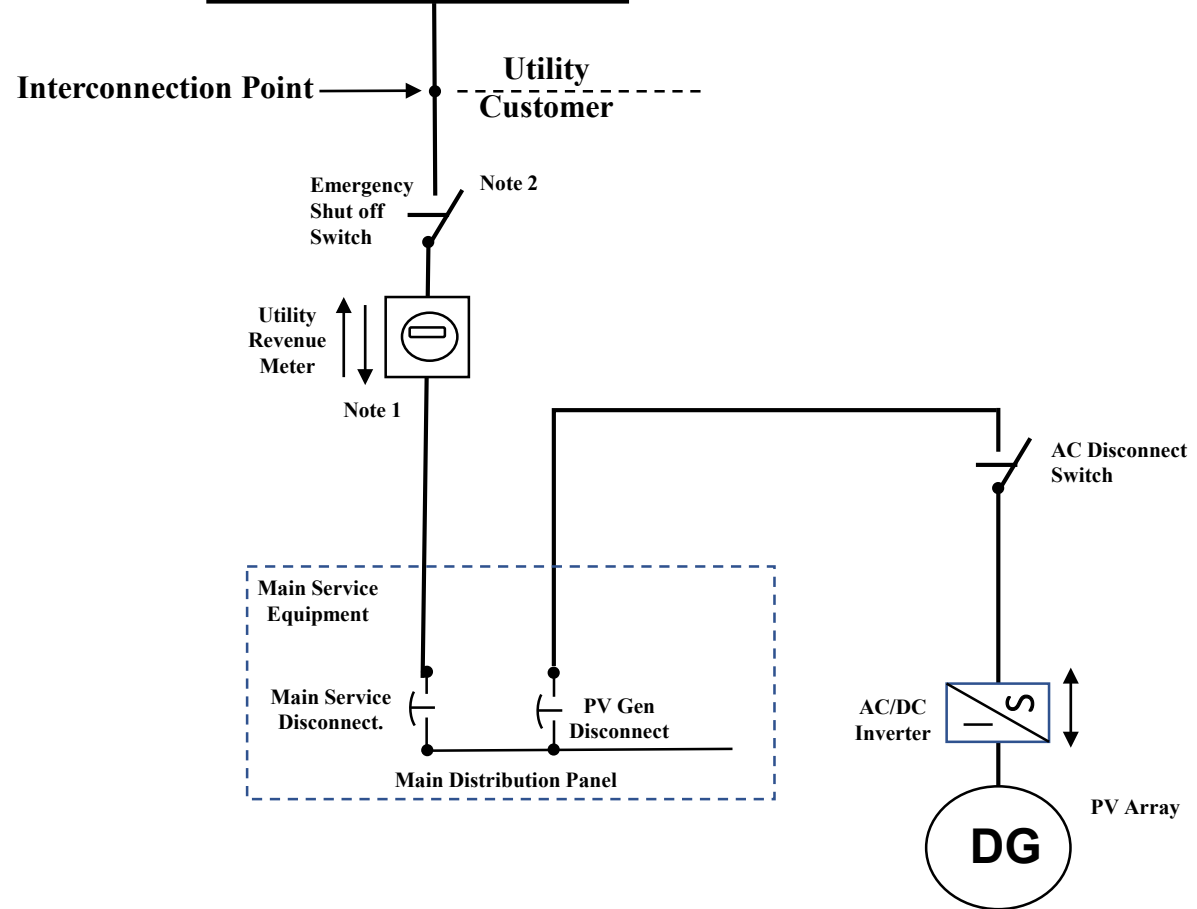 Utility
Interconnection Point
Customer
Emergency
Shut off
Switch
Note 2
Utility
Revenue
Meter
Note 1
AC Disconnect
Switch
Main Service
Equipment
Main Service
Disconnect.
PV Gen
Disconnect
AC/DC
Inverter
Main Distribution Panel
PV Array
DG